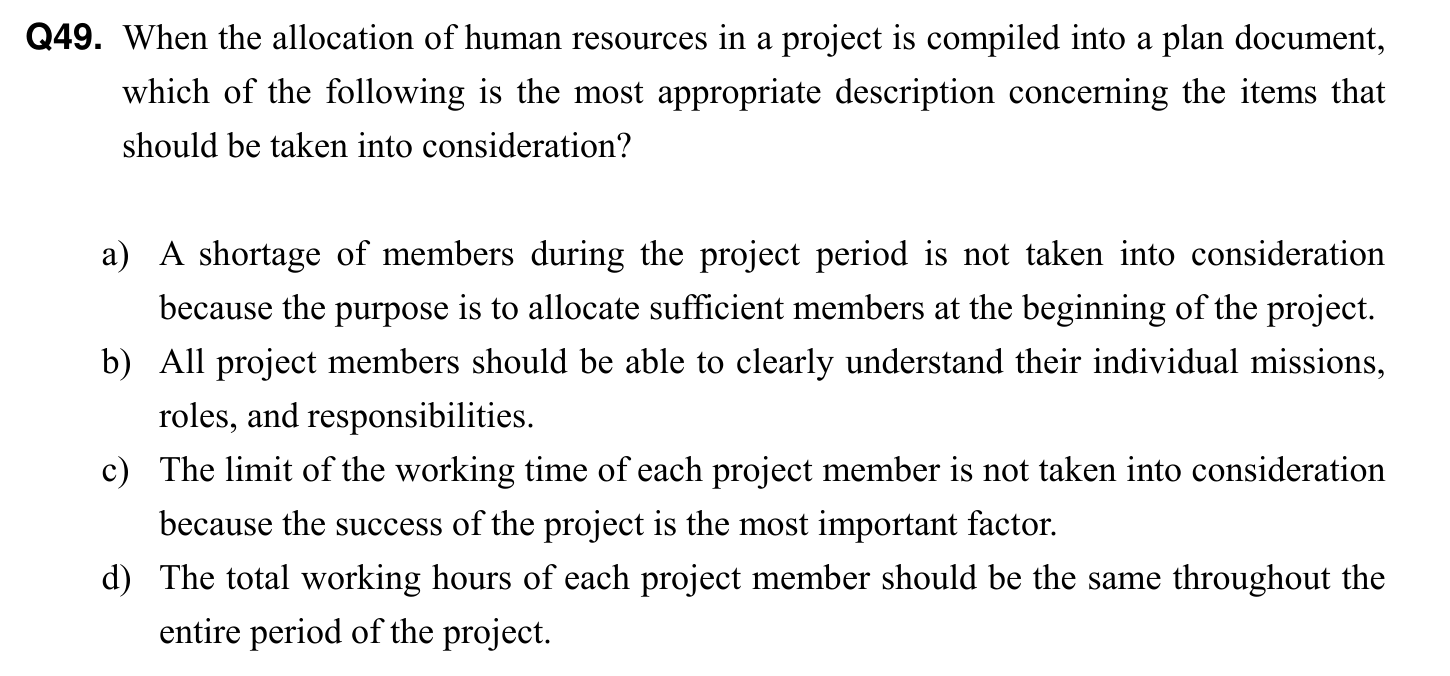 Q49. When the allocation of human resources in a project is compiled into a plan document,
which of the following is the most appropriate description concerning the items that
should be taken into consideration?
a) A shortage of members during the project period is not taken into consideration
because the purpose is to allocate sufficient members at the beginning of the project.
b) All project members should be able to clearly understand their individual missions,
roles, and responsibilities.
c) The limit of the working time of each project member is not taken into consideration
because the success of the project is the most important factor.
d) The total working hours of each project member should be the same throughout the
entire period of the project.